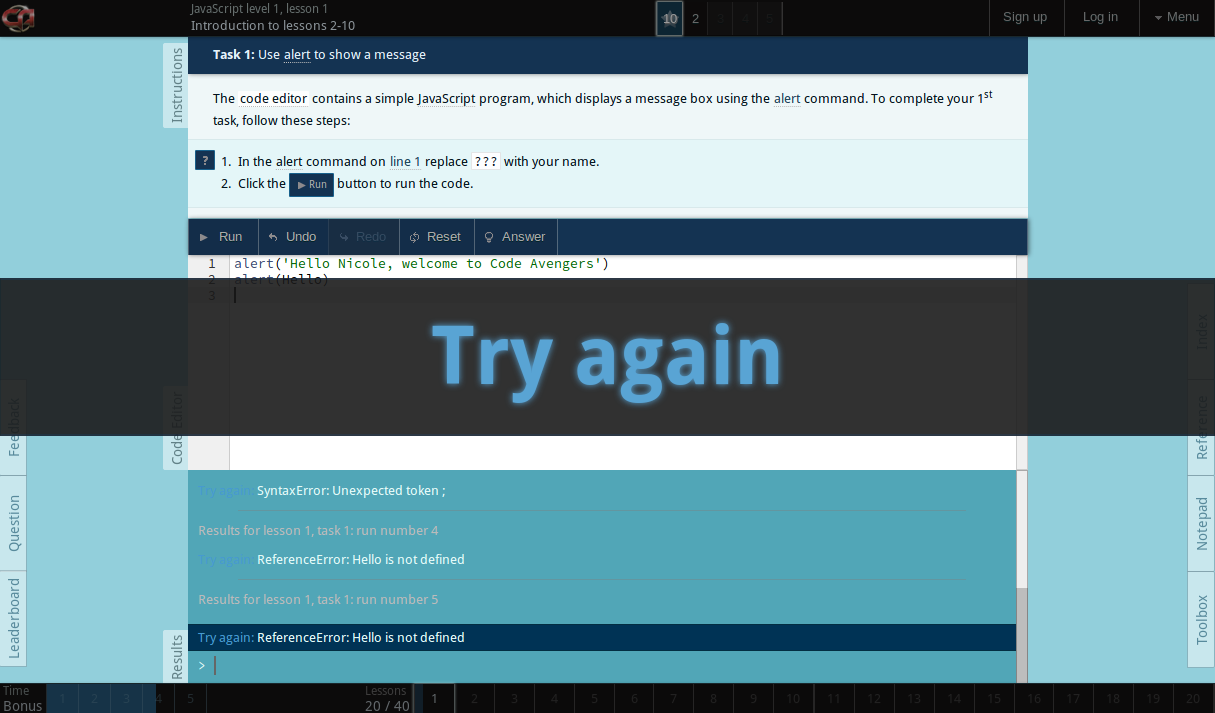 JavaScript level 1, lesson 1
Introduction to lessons 2-10
10 2 3 4 5
Sign up
Log in
Menu
Instructions
Task 1: Use alert to show a message
The code editor contains a simple JavaScript program, which displays a message box using the alert command. To complete your 1st
task, follow these steps:
?
1. In the alert command on line 1 replace ??? with your name.
2. Click the Run button to run the code.
Run Undo Redo Reset Answer
1 alert('Hello Nicole, welcome to Code Avengers')
2 alert(Hello)
3
Try again
Code Editor
Feedback
Question
Leaderboard
Index
Reference
Notepad
Toolbox
Try again: SyntaxError: Unexpected token ;
Results for lesson 1, task 1: run number 4
Try again: ReferenceError: Hello is not defined
Results for lesson 1, task 1: run number 5
Try again: ReferenceError: Hello is not defined
>
Results
Time
Bonus
1 2 3 4 5
Lessons
20 / 40
1 2 3 4 5 6 7 8 9 10 11 12 13 14 15 16 17 18 19 20